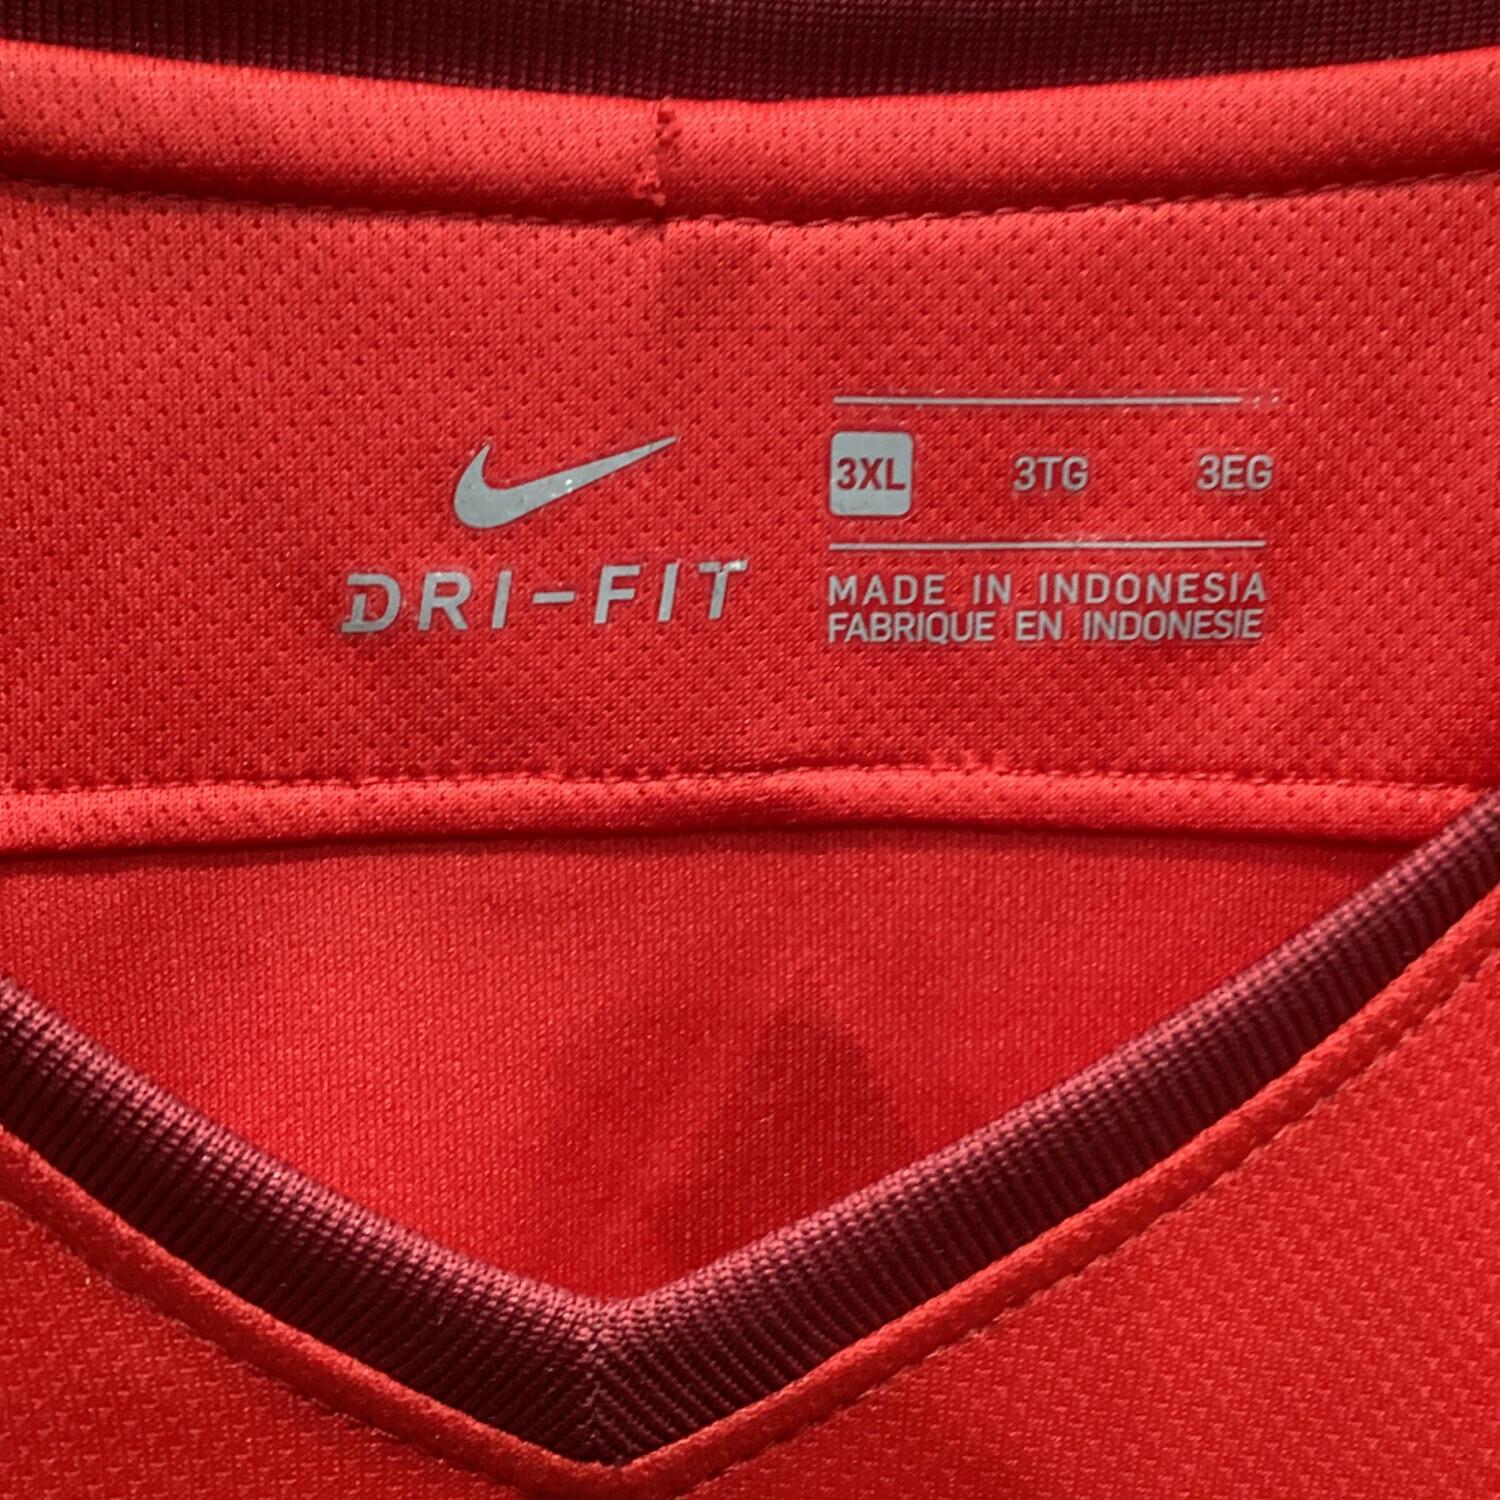 DRI-FIT
3XL 3TG 3EG
MADE IN INDONESIA
FABRIQUE EN INDONESIE